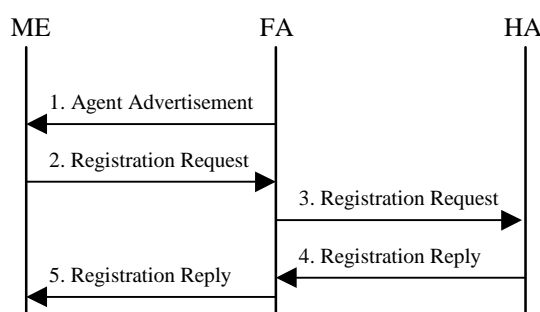 ME FA HA
1. Agent Advertisement
2. Registration Request
3. Registration Request
4. Registration Reply
5. Registration Reply